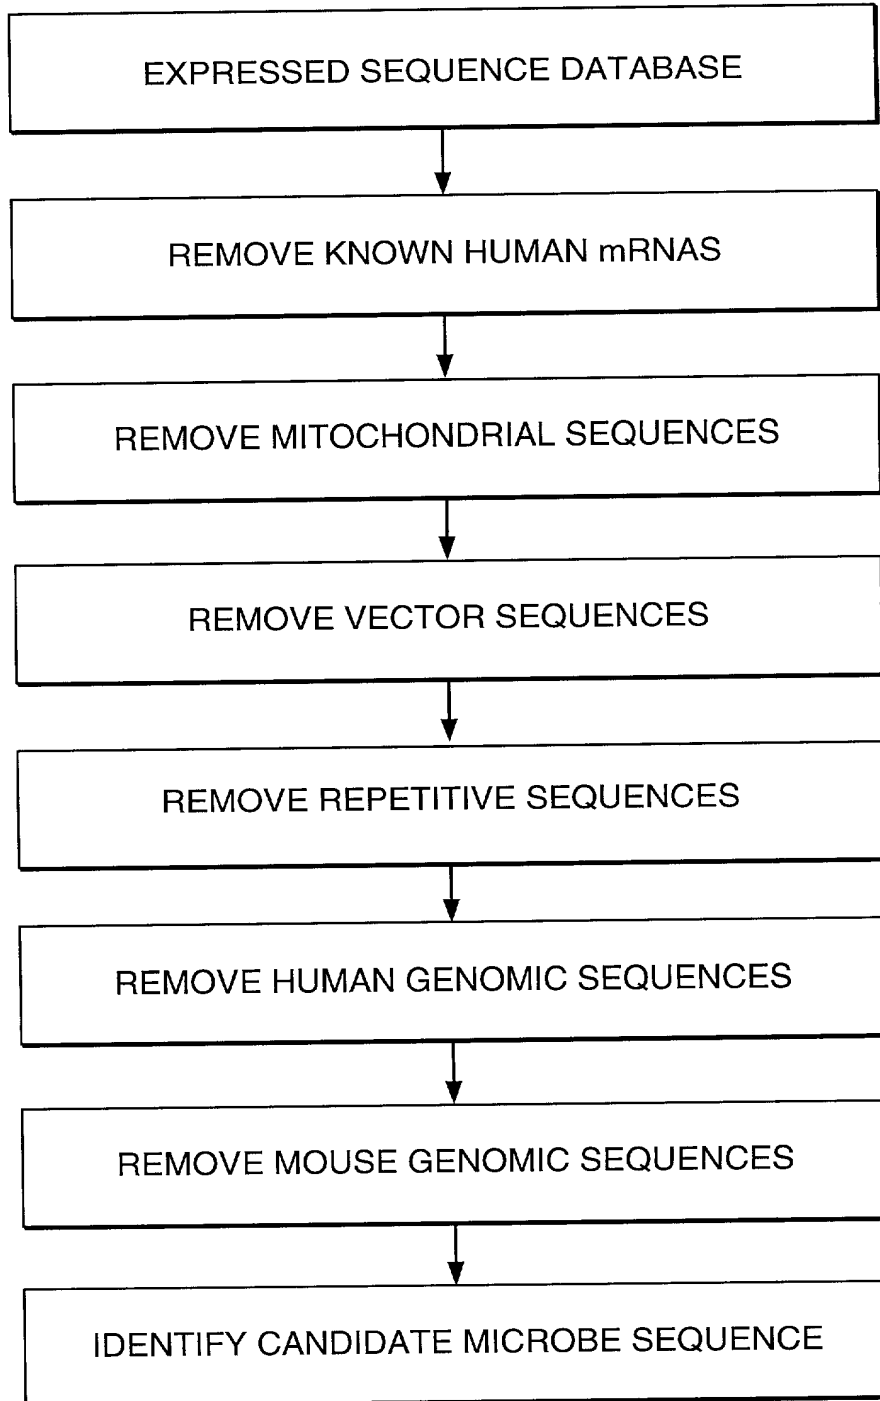 EXPRESSED SEQUENCE DATABASE
REMOVE KNOWN HUMAN mRNAS
REMOVE MITOCHONDRIAL SEQUENCES
REMOVE VECTOR SEQUENCES
REMOVE REPETITIVE SEQUENCES
REMOVE HUMAN GENOMIC SEQUENCES
REMOVE MOUSE GENOMIC SEQUENCES
IDENTIFY CANDIDATE MICROBE SEQUENCE